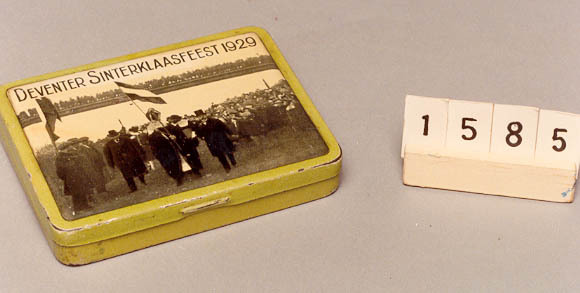 DEVENTER SINTERKLAASFEEST 1929
1585